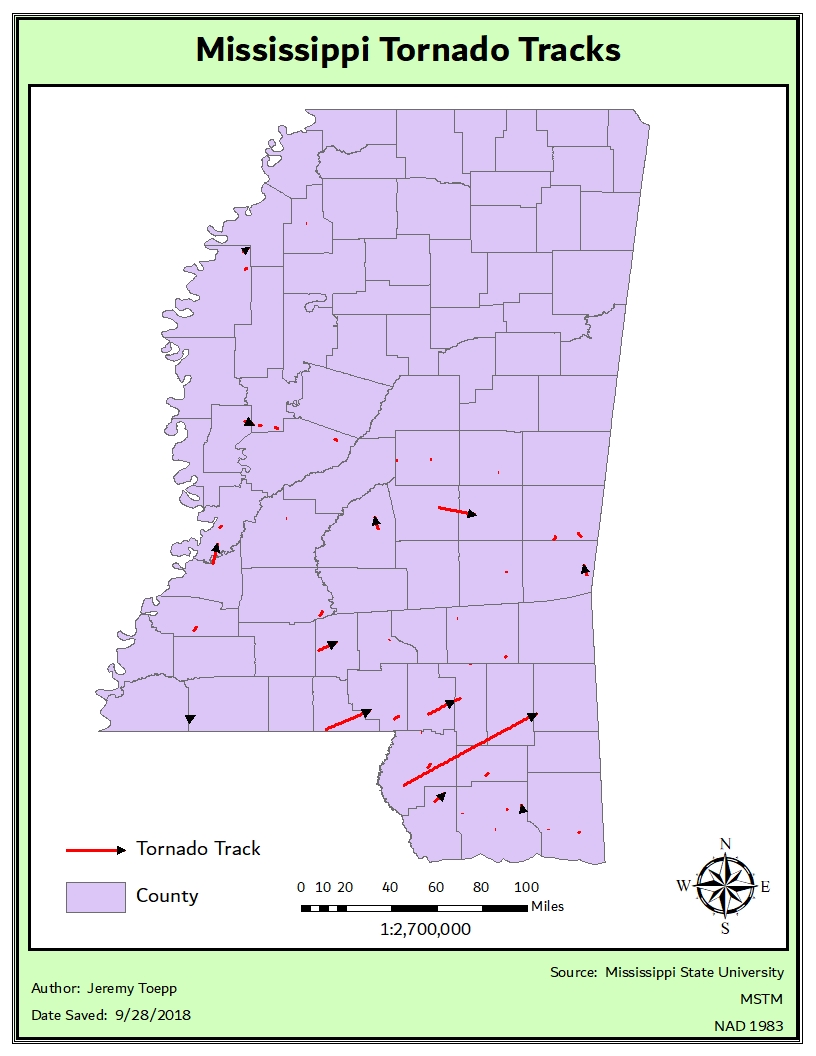 Mississippi Tornado Tracks
Tornado Track
County
0 10 20 40 60 80 100
Miles
1:2,700,000
N
W E
S
Author: Jeremy Toepp
Date Saved: 9/28/2018
Source: Mississippi State University
MSTM
NAD 1983